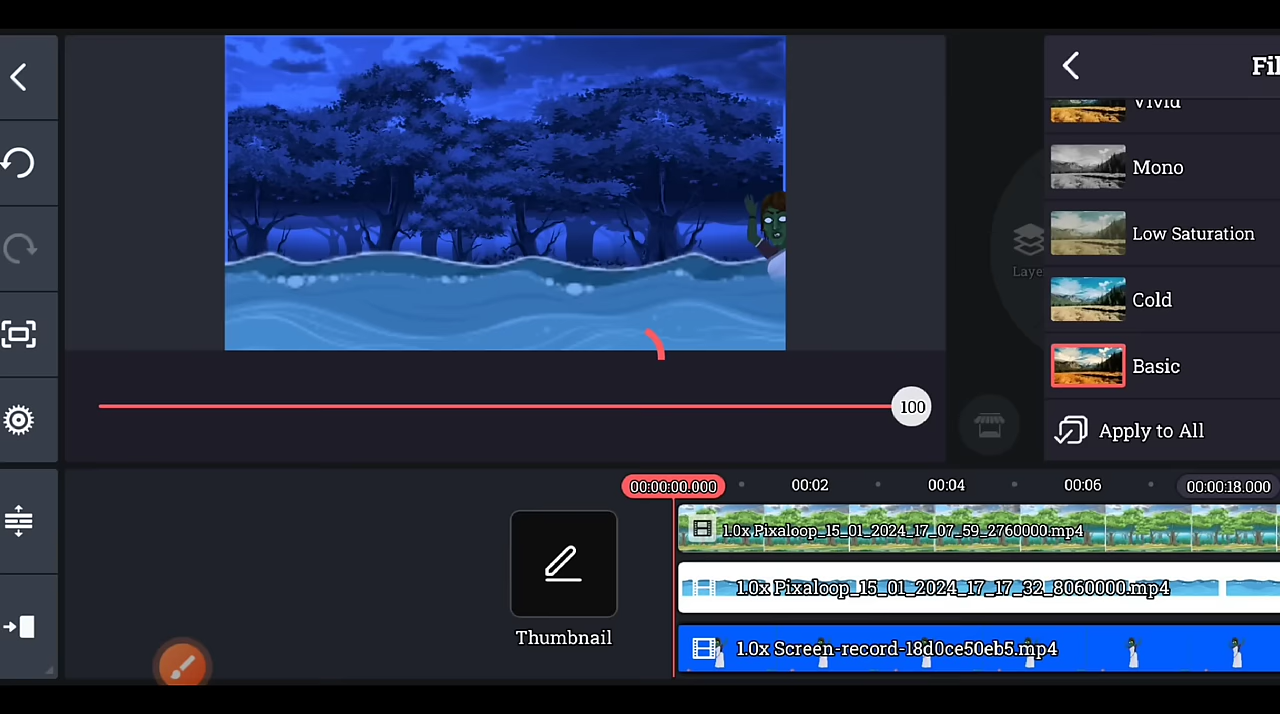 Fil
Vivid
Mono
Low Saturation
Laye
Cold
Basic
100
Apply to All
00:00:00.000
00:02
00:04
00:06
00:00:18.000
1.0x Pixaloop_15_01_2024_17_07_59_2760000.mp4
1.0x Pixaloop_15_01_2024_17_17_32_8060000.mp4
Thumbnail
1.0x Screen-record-18d0ce50eb5.mp4